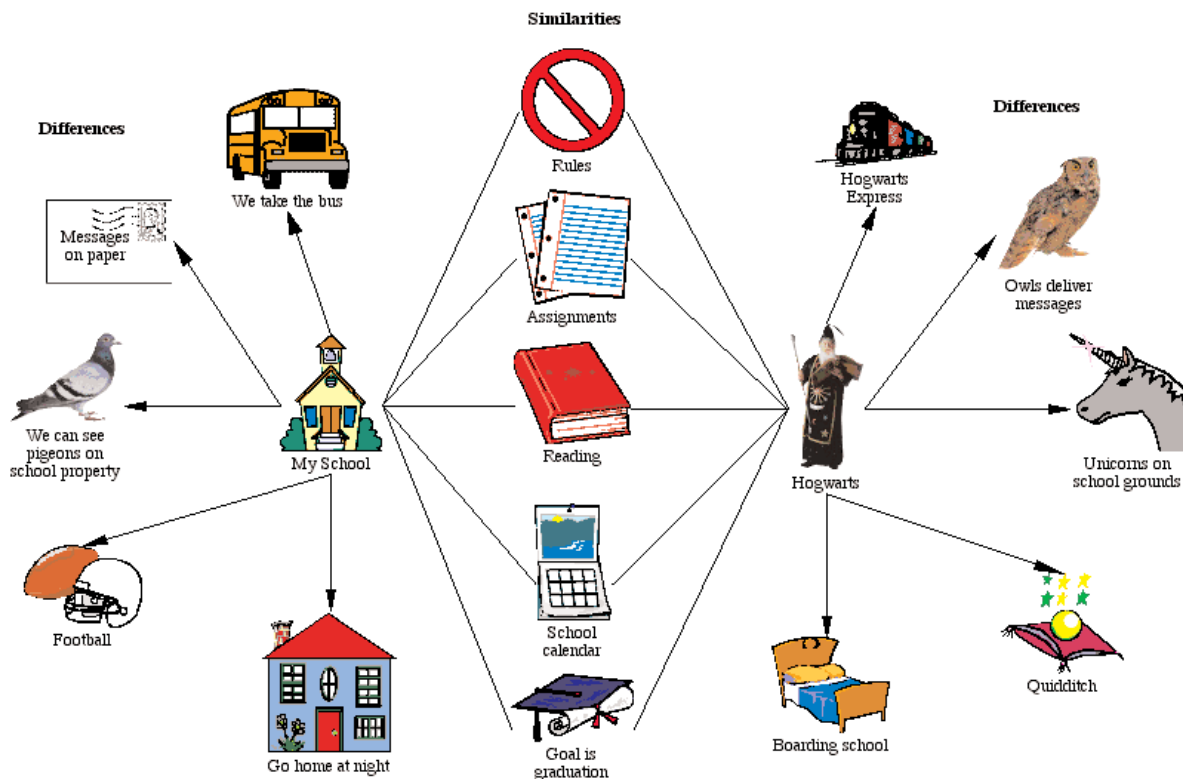 Similarities
Differences
Differences
Rules
We take the bus
Hogwarts
Express
Messages
on paper
Owls deliver
messages
Assignments
We can see
pigeons on
school property
My School
Reading
Hogwarts
Unicorns on
school grounds
Football
School
calendar
Quidditch
Go home at night
Goal is
graduation
Boarding school